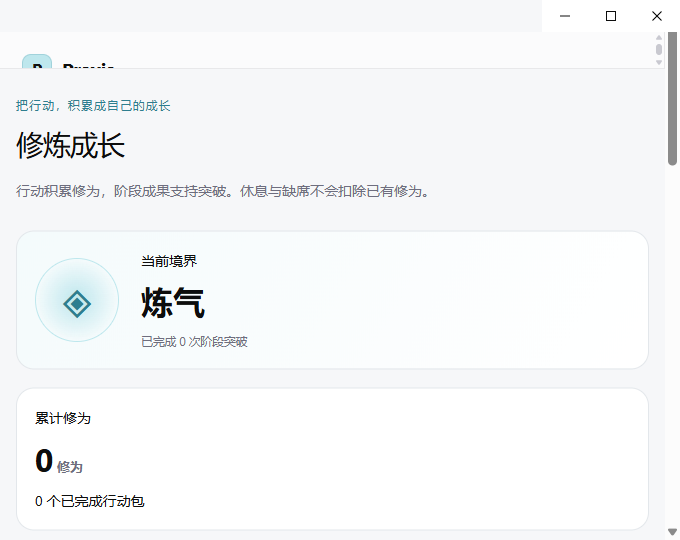 把行动，积累成自己的成长
修炼成长
行动积累修为，阶段成果支持突破。休息与缺席不会扣除已有修为。
当前境界
炼气
已完成 0 次阶段突破
累计修为
0 修为
0 个已完成行动包